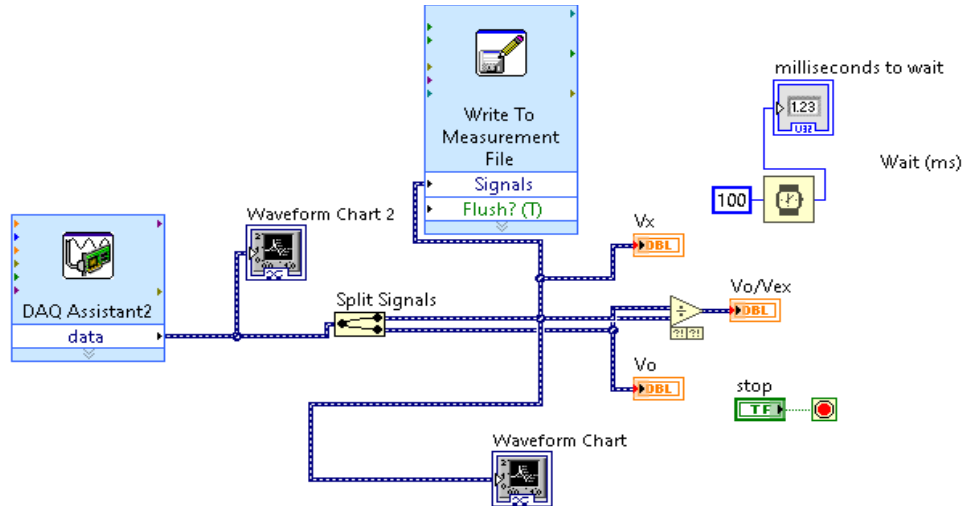 milliseconds to wait
1.23
U32
Write To
Measurement
File
Wait (ms)
Signals
100
Waveform Chart 2
Flush? (T)
Vx
DBL
DAQ Assistant2
Split Signals
Vo/Vex
DBL
data
÷
?! ?!
Vo
DBL
stop
TF
Waveform Chart